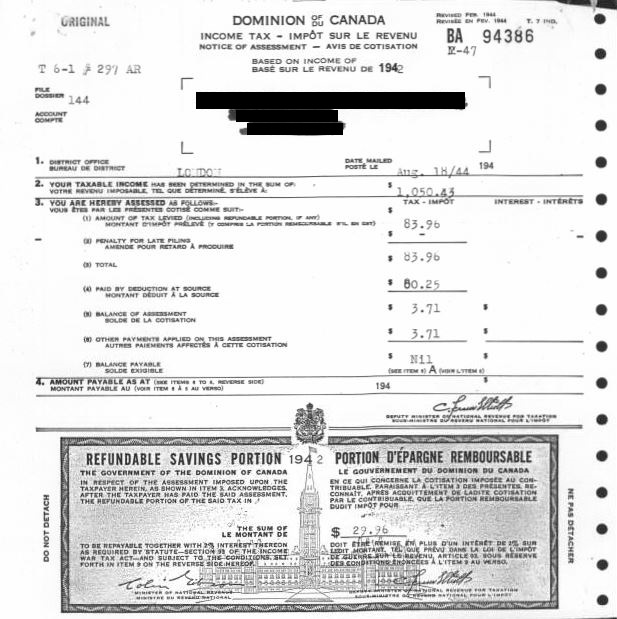 ORIGINAL
DOMINION OF DU CANADA
INCOME TAX - IMPÔT SUR LE REVENU
NOTICE OF ASSESSMENT — AVIS DE COTISATION
BASED ON INCOME OF
BASÉ SUR LE REVENU DE 1942
REVISED FEB. 1944 T. 7 IND.
REVISÉE EN FEV. 1944
BA 94386
IX-47
T 6-1 # 297 AR
FILE
DOSSIER 144
ACCOUNT
COMPTE
1. DISTRICT OFFICE
BUREAU DE DISTRICT LONDON
DATE MAILED
POSTÉ LE Aug. 18/44 194
2. YOUR TAXABLE INCOME HAS BEEN DETERMINED IN THE SUM OF:
VOTRE REVENU IMPOSABLE, TEL QUE DÉTERMINÉ, S'ÉLÈVE À:
$ 1,050.43
3. YOU ARE HEREBY ASSESSED AS FOLLOWS:-
VOUS ÊTES PAR LES PRÉSENTES COTISÉ COMME SUIT:-
TAX - IMPÔT INTEREST - INTÉRÊTS
(1) AMOUNT OF TAX LEVIED (INCLUDING REFUNDABLE PORTION, IF ANY)
MONTANT D'IMPÔT PRÉLEVÉ (Y COMPRIS LA PORTION REMBOURSABLE S'IL EN EST)
$ 83.96
(2) PENALTY FOR LATE FILING
AMENDE POUR RETARD À PRODUIRE
$ -
(3) TOTAL
$ 83.96
(4) PAID BY DEDUCTION AT SOURCE
MONTANT DÉDUIT À LA SOURCE
$ 80.25
(5) BALANCE OF ASSESSMENT
SOLDE DE LA COTISATION
$ 3.71 $
(6) OTHER PAYMENTS APPLIED ON THIS ASSESSMENT
AUTRES PAIEMENTS AFFECTÉS À CETTE COTISATION
$ 3.71 $
(7) BALANCE PAYABLE
SOLDE EXIGIBLE
$ Nil $
(SEE ITEM 5) A (VOIR L'ITEM 5)
4. AMOUNT PAYABLE AS AT (SEE ITEMS 5 TO 8, REVERSE SIDE)
MONTANT PAYABLE AU (VOIR ITEM 5 À 8 AU VERSO)
194 $
DEPUTY MINISTER OF NATIONAL REVENUE FOR TAXATION
SOUS-MINISTRE DU REVENU NATIONAL POUR L'IMPÔT
REFUNDABLE SAVINGS PORTION 1942 PORTION D'ÉPARGNE REMBOURSABLE
THE GOVERNMENT OF THE DOMINION OF CANADA
IN RESPECT OF THE ASSESSMENT IMPOSED UPON THE
TAXPAYER HEREIN, AS SHOWN IN ITEM 3, ACKNOWLEDGES,
AFTER THE TAXPAYER HAS PAID THE SAID ASSESSMENT,
THE REFUNDABLE PORTION OF THE SAID TAX IN
LE GOUVERNEMENT DU DOMINION DU CANADA
EN CE QUI CONCERNE LA COTISATION IMPOSÉE AU CON-
TRIBUABLE, PARAISSANT À L'ITEM 3 DES PRÉSENTES, RECON-
NAÎT, APRÈS ACQUITTEMENT DE LADITE COTISATION
PAR LE CONTRIBUABLE, QUE LA PORTION REMBOURSABLE
DUDIT IMPÔT POUR
THE SUM OF
LE MONTANT DE
$ 29.96
TO BE REPAYABLE TOGETHER WITH 2% INTEREST THEREON
AS REQUIRED BY STATUTE—SECTION 93 OF THE INCOME
WAR TAX ACT—AND SUBJECT TO THE CONDITIONS SET
FORTH IN ITEM 9 ON THE REVERSE SIDE HEREOF.
DOIT ÊTRE REMISE, EN PLUS D'UN INTÉRÊT DE 2% SUR
LEDIT MONTANT, TEL QUE PRÉVU DANS LA LOI DE L'IMPÔT
DE GUERRE SUR LE REVENU, ARTICLE 93, SOUS RÉSERVE
DES CONDITIONS ÉNONCÉES À L'ITEM 9 AU VERSO.
MINISTER OF NATIONAL REVENUE
MINISTRE DU REVENU NATIONAL
DEPUTY MINISTER OF NATIONAL REVENUE FOR TAXATION
SOUS-MINISTRE DU REVENU NATIONAL POUR L'IMPÔT
DO NOT DETACH
NE PAS DÉTACHER